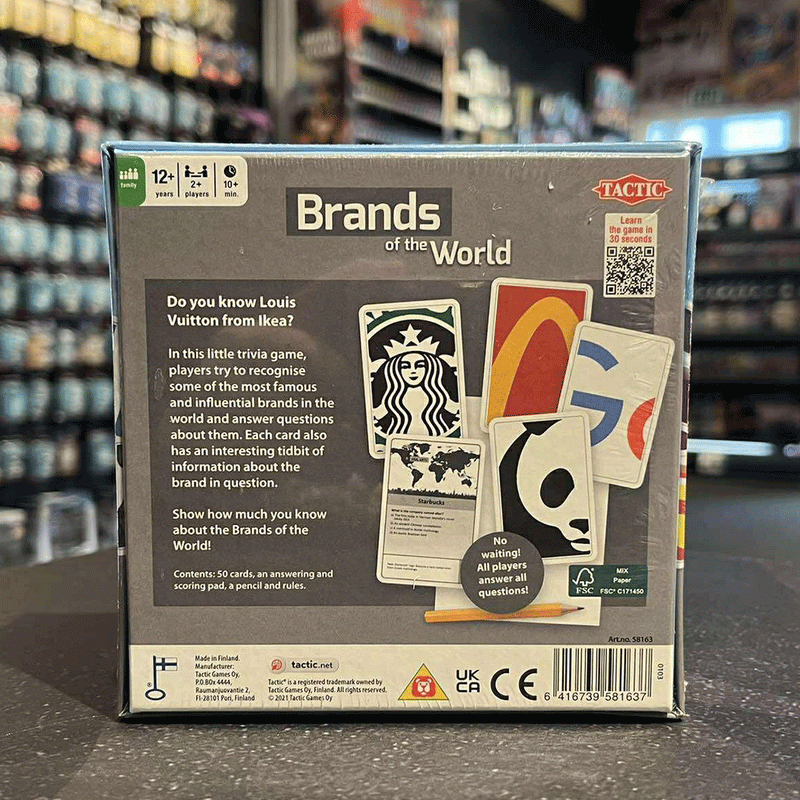 family
12+
years
2+
players
10+
min.
TACTIC
Learn
the game in
30 seconds
Brands
of the World
Do you know Louis
Vuitton from Ikea?
In this little trivia game,
players try to recognise
some of the most famous
and influential brands in the
world and answer questions
about them. Each card also
has an interesting tidbit of
information about the
brand in question.
Show how much you know
about the Brands of the
World!
Contents: 50 cards, an answering and
scoring pad, a pencil and rules.
Go
Starbucks
What is the company named after?
No
waiting!
All players
answer all
questions!
FSC
MIX
Paper
FSC® C171450
Art.no. 58163
0103
Made in Finland.
Manufacturer:
Tactic Games Oy,
P.O.BOx 4444,
Raumanjuovantie 2,
FI-28101 Pori, Finland
tactic.net
Tactic® is a registered trademark owned by
Tactic Games Oy, Finland. All rights reserved.
© 2021 Tactic Games Oy
UK
CA
CE
6 416739 581637